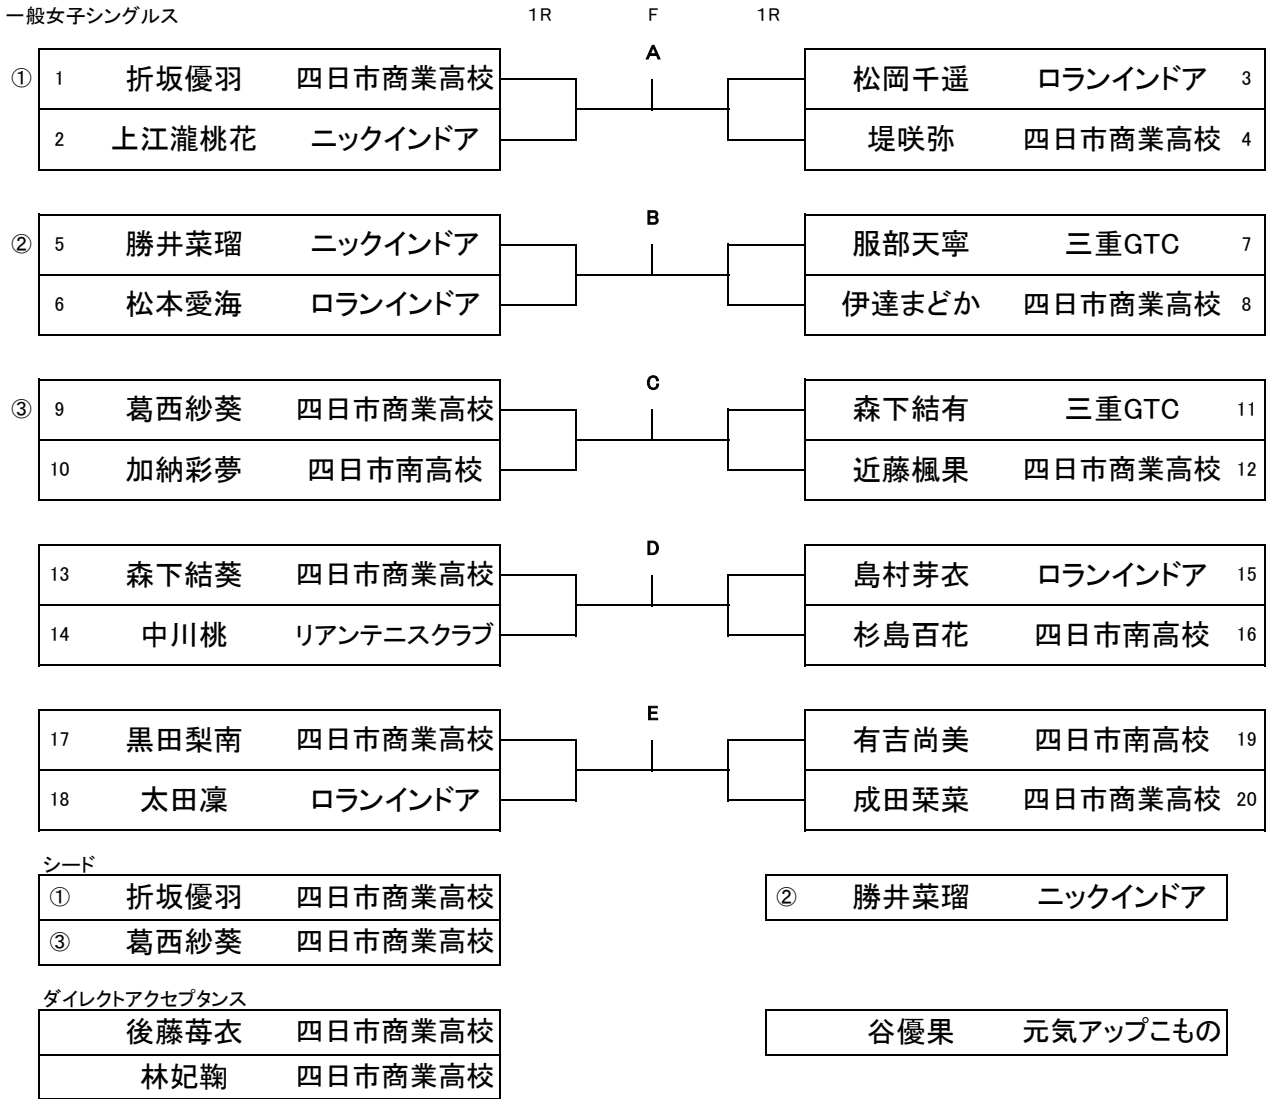 一般女子シングルス 1R F 1R
A
① 1 折坂優羽 四日市商業高校 松岡千遥 ロランインドア 3
2 上江瀧桃花 ニックインドア 堤咲弥 四日市商業高校 4
B
② 5 勝井菜瑠 ニックインドア 服部天寧 三重GTC 7
6 松本愛海 ロランインドア 伊達まどか 四日市商業高校 8
C
③ 9 葛西紗葵 四日市商業高校 森下結有 三重GTC 11
10 加納彩夢 四日市南高校 近藤楓果 四日市商業高校 12
D
13 森下結葵 四日市商業高校 島村芽衣 ロランインドア 15
14 中川桃 リアンテニスクラブ 杉島百花 四日市南高校 16
E
17 黒田梨南 四日市商業高校 有吉尚美 四日市南高校 19
18 太田凜 ロランインドア 成田栞菜 四日市商業高校 20
シード
① 折坂優羽 四日市商業高校 ② 勝井菜瑠 ニックインドア
③ 葛西紗葵 四日市商業高校
ダイレクトアクセプタンス
後藤苺衣 四日市商業高校 谷優果 元気アップこもの
林妃鞠 四日市商業高校